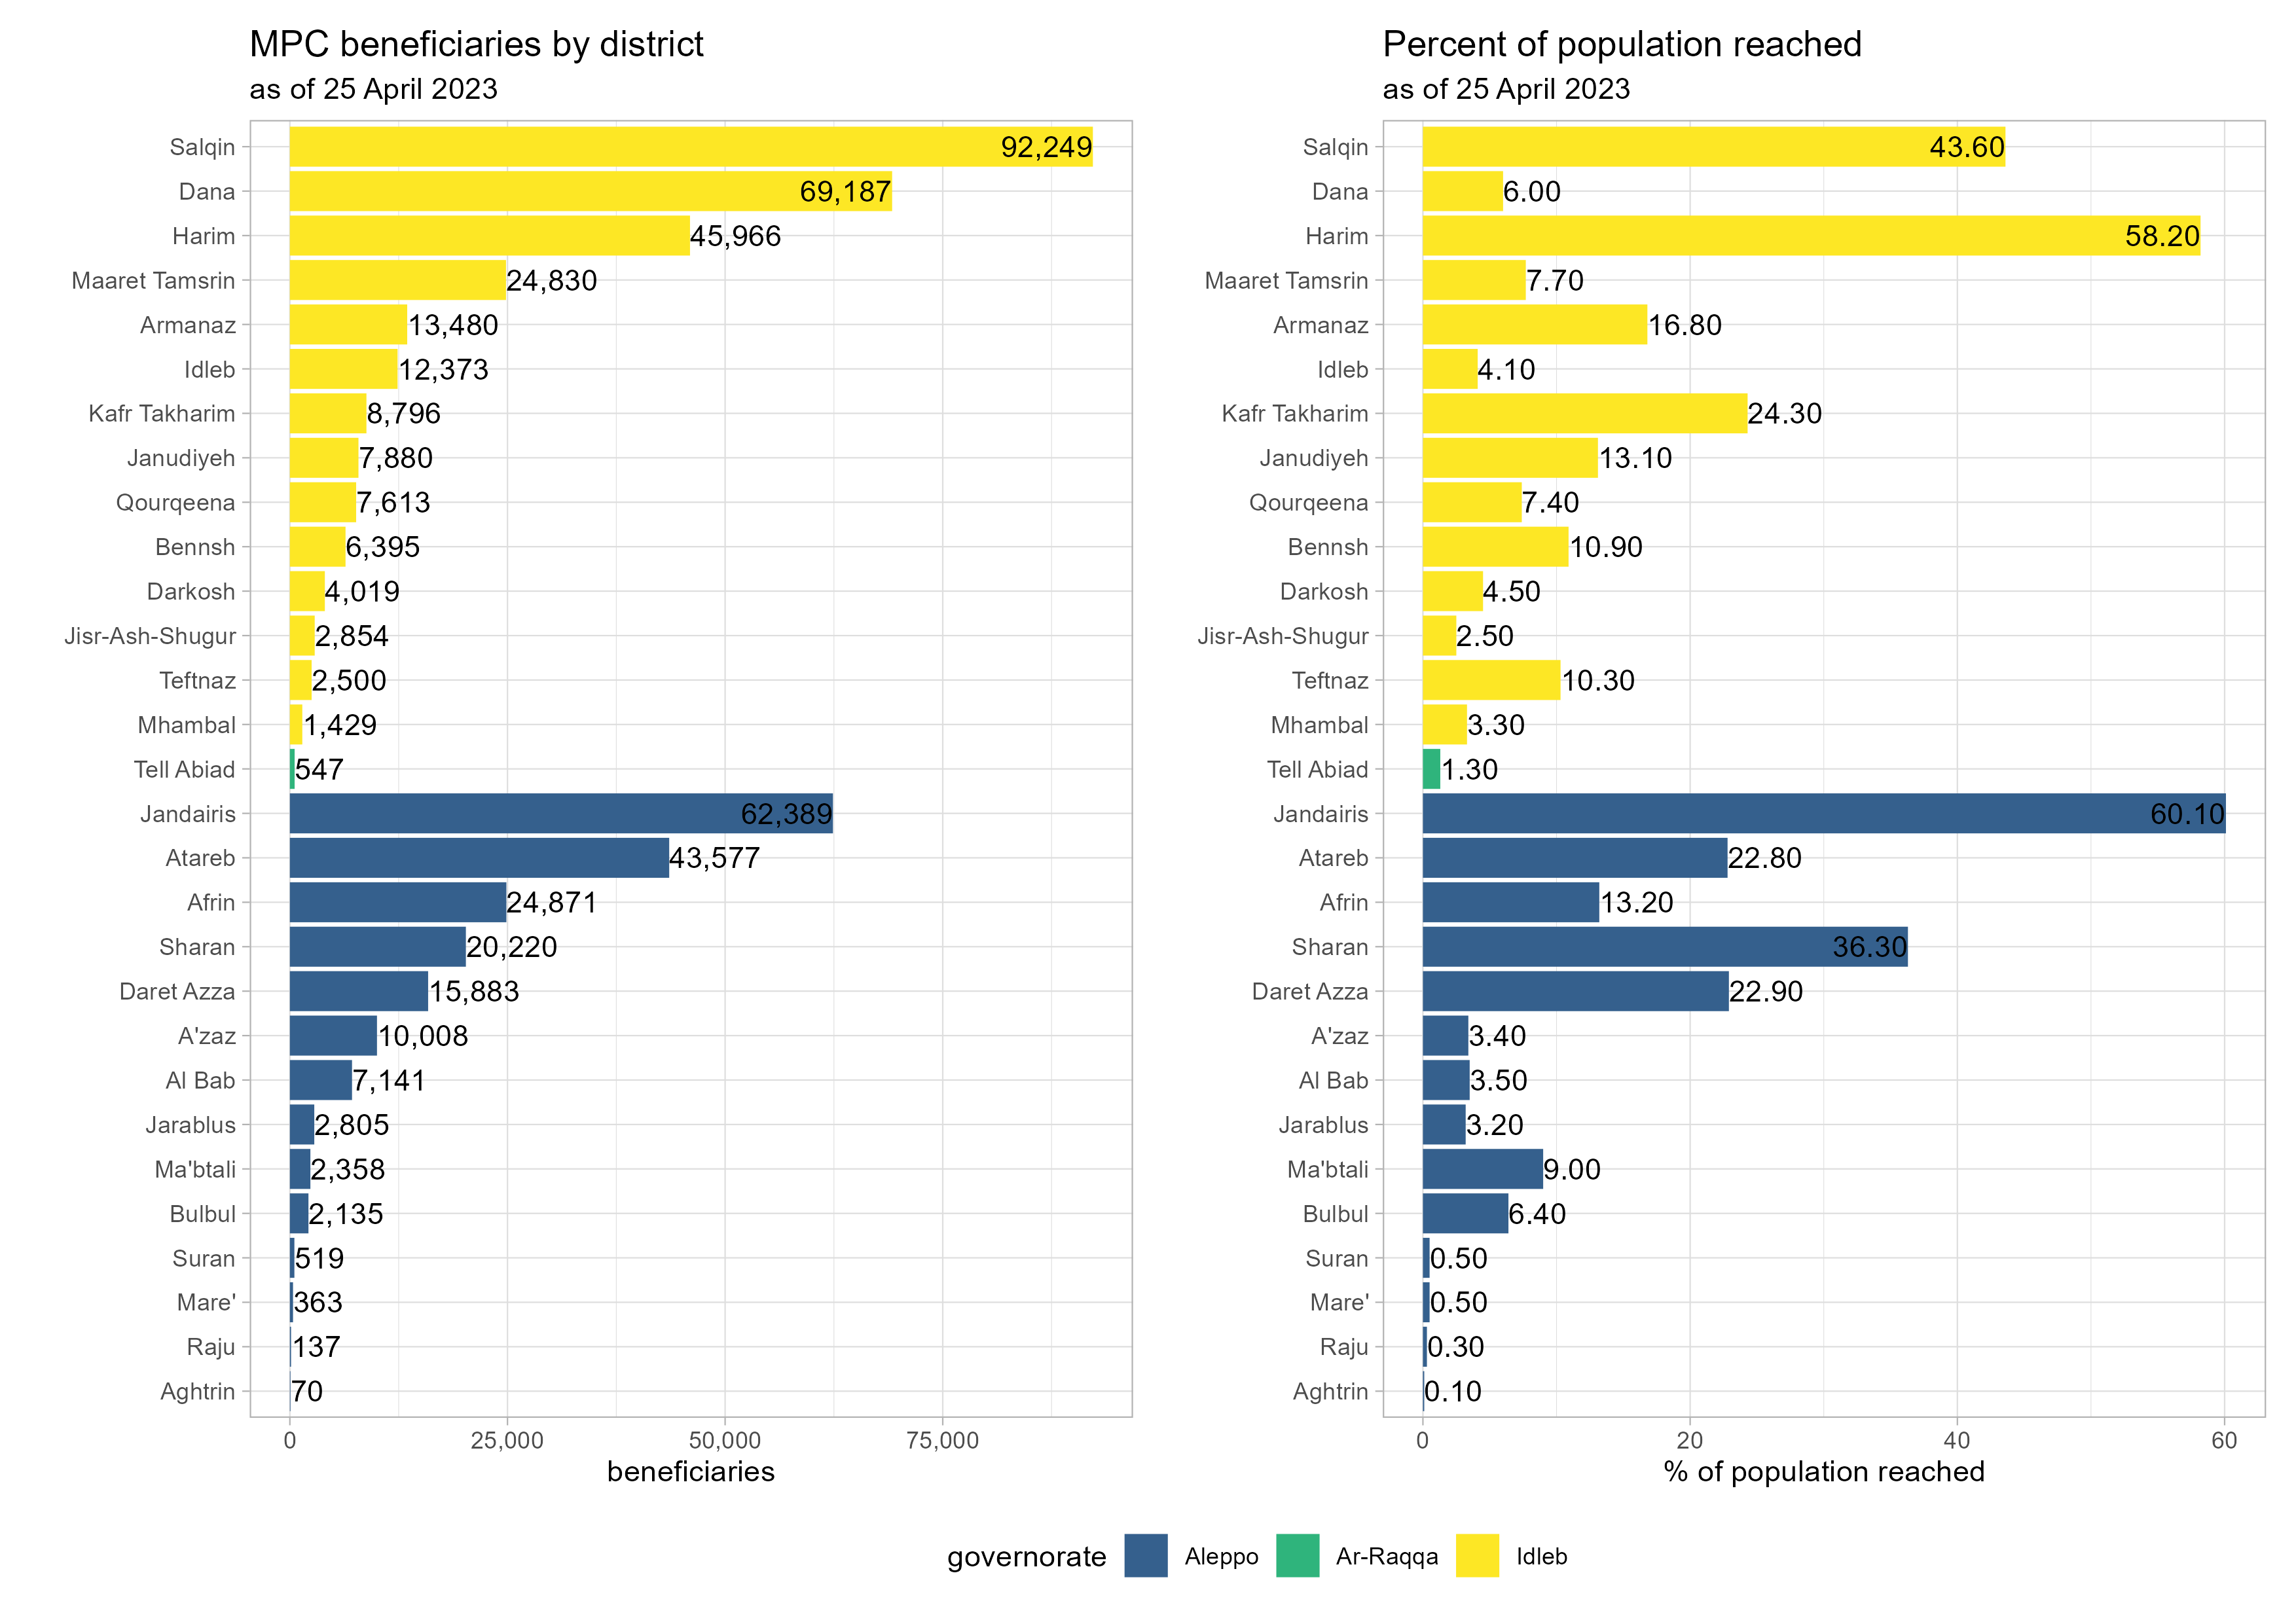 MPC beneficiaries by district
as of 25 April 2023
Salqin 92,249
Dana 69,187
Harim 45,966
Maaret Tamsrin 24,830
Armanaz 13,480
Idleb 12,373
Kafr Takharim 8,796
Janudiyeh 7,880
Qourqeena 7,613
Bennsh 6,395
Darkosh 4,019
Jisr-Ash-Shugur 2,854
Teftnaz 2,500
Mhambal 1,429
Tell Abiad 547
Jandairis 62,389
Atareb 43,577
Afrin 24,871
Sharan 20,220
Daret Azza 15,883
A'zaz 10,008
Al Bab 7,141
Jarablus 2,805
Ma'btali 2,358
Bulbul 2,135
Suran 519
Mare' 363
Raju 137
Aghtrin 70
0 25,000 50,000 75,000
beneficiaries
Percent of population reached
as of 25 April 2023
Salqin 43.60
Dana 6.00
Harim 58.20
Maaret Tamsrin 7.70
Armanaz 16.80
Idleb 4.10
Kafr Takharim 24.30
Janudiyeh 13.10
Qourqeena 7.40
Bennsh 10.90
Darkosh 4.50
Jisr-Ash-Shugur 2.50
Teftnaz 10.30
Mhambal 3.30
Tell Abiad 1.30
Jandairis 60.10
Atareb 22.80
Afrin 13.20
Sharan 36.30
Daret Azza 22.90
A'zaz 3.40
Al Bab 3.50
Jarablus 3.20
Ma'btali 9.00
Bulbul 6.40
Suran 0.50
Mare' 0.50
Raju 0.30
Aghtrin 0.10
0 20 40 60
% of population reached
governorate Aleppo Ar-Raqqa Idleb